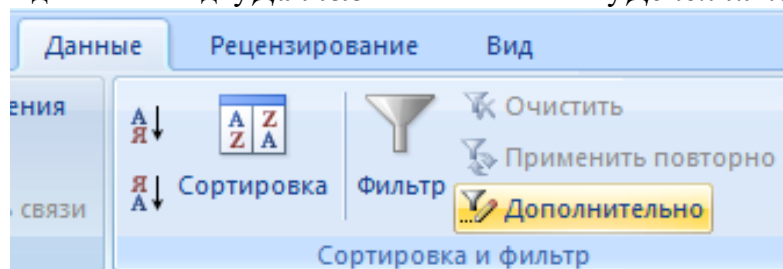 Данные Рецензирование Вид
ения
А Я
A Z
Z A
Очистить
Применить повторно
Я А
Сортировка
Фильтр
связи
Дополнительно
Сортировка и фильтр